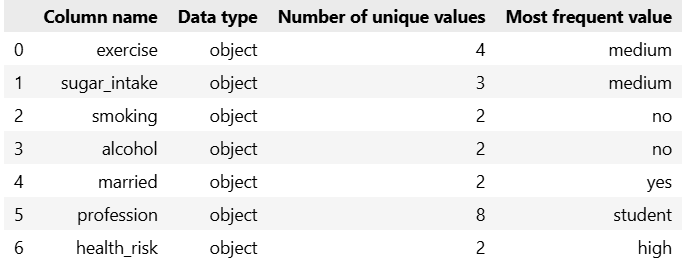 Column name Data type Number of unique values Most frequent value
0 exercise object 4 medium
1 sugar_intake object 3 medium
2 smoking object 2 no
3 alcohol object 2 no
4 married object 2 yes
5 profession object 8 student
6 health_risk object 2 high